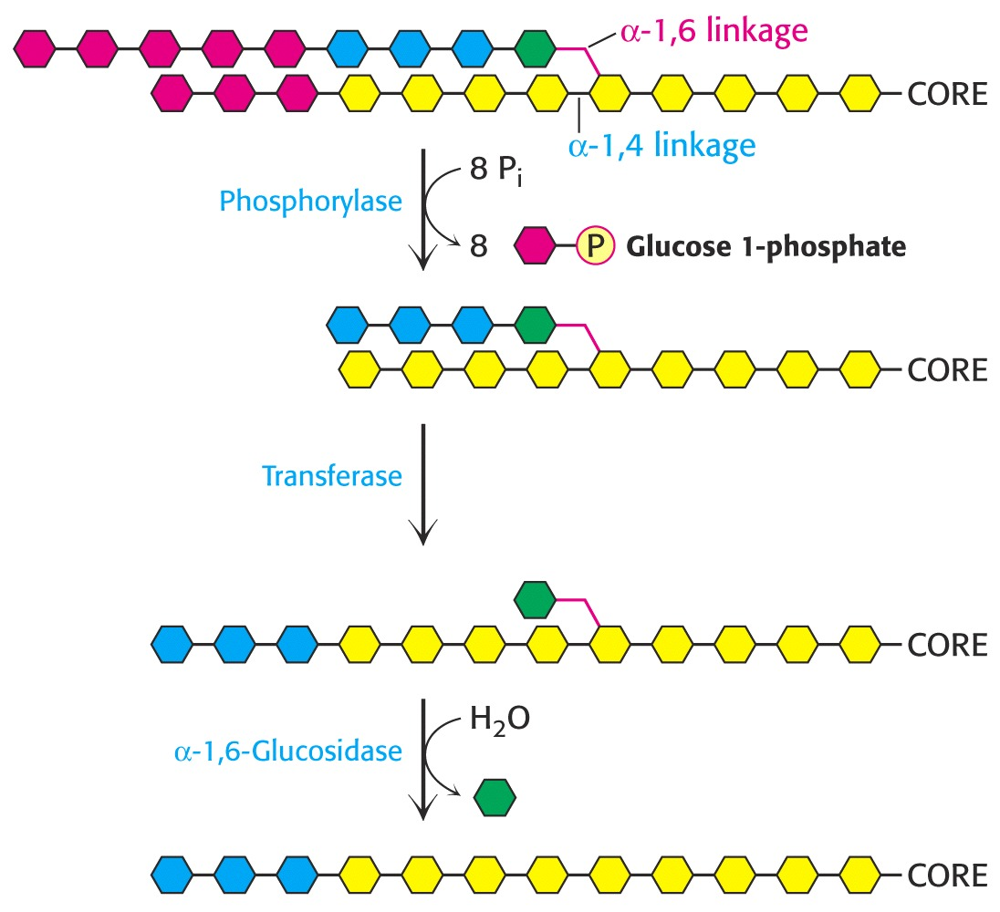 α-1,6 linkage
CORE
α-1,4 linkage
8 Pi
Phosphorylase
8 P Glucose 1-phosphate
CORE
Transferase
CORE
H2O
α-1,6-Glucosidase
CORE